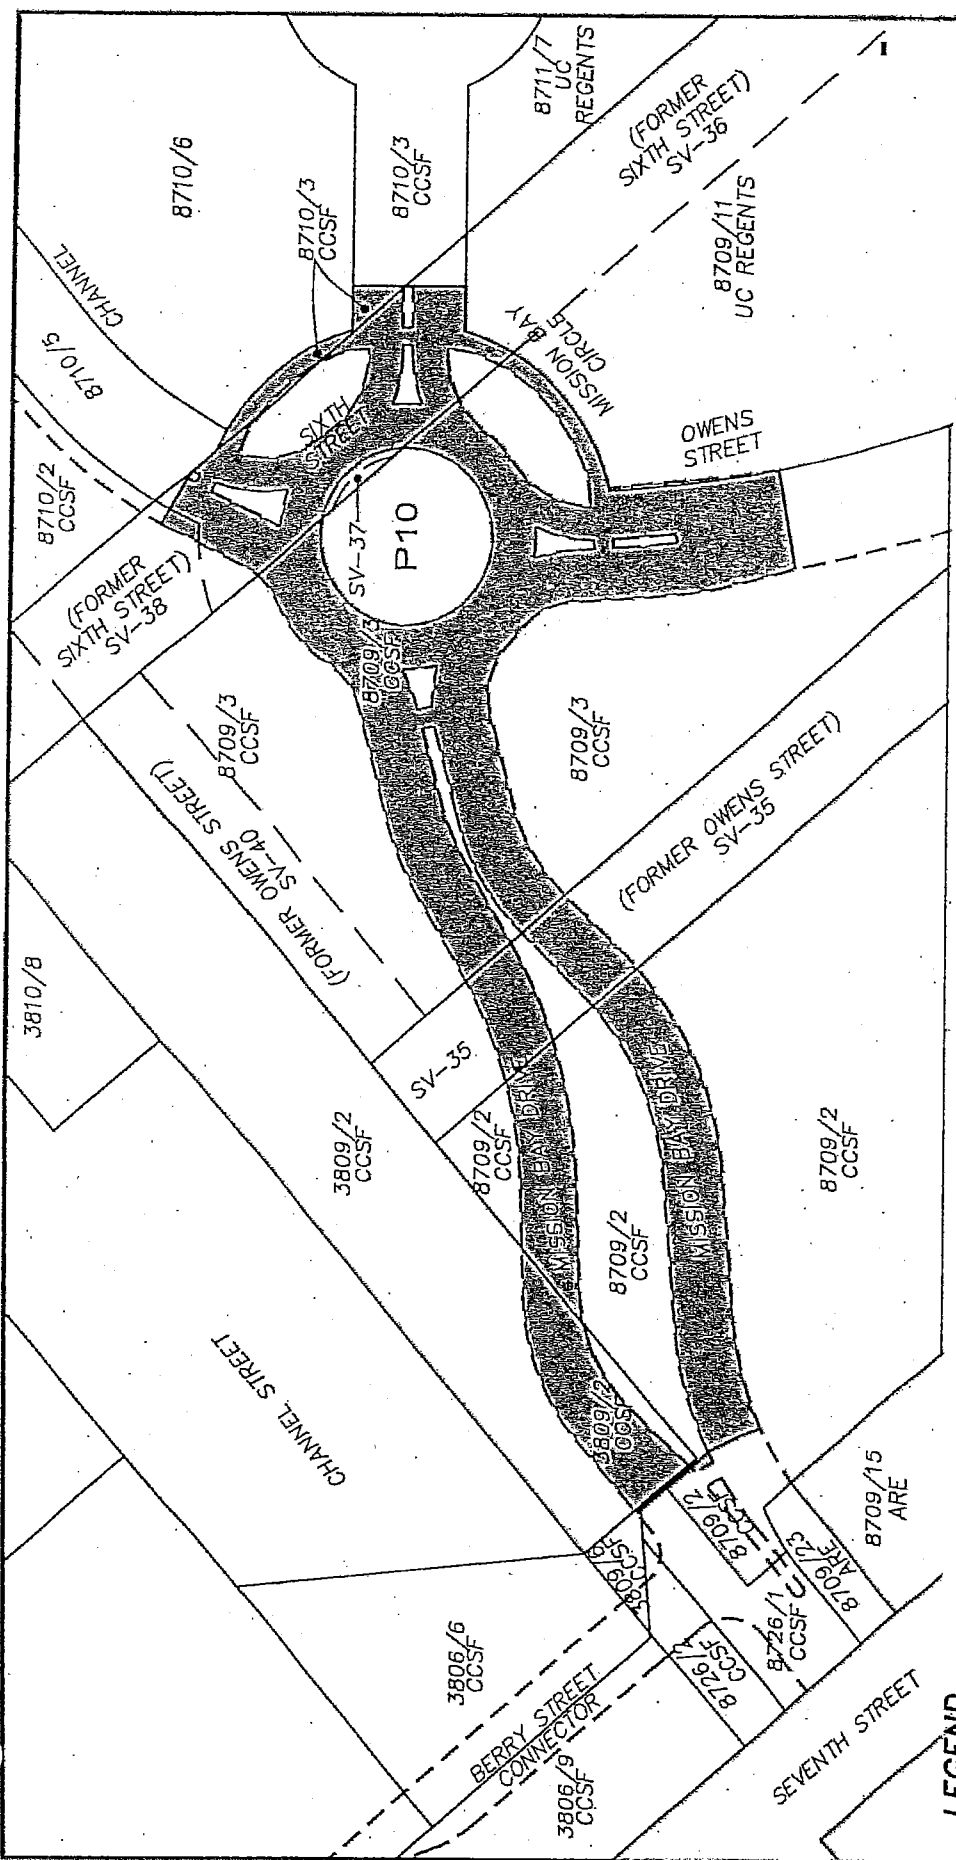 8711/7
UC
REGENTS
8710/6
8710/3
CCSF
8710/3
CCSF
(FORMER
SIXTH STREET)
SV-36
8709/11
UC REGENTS
CHANNEL
8710/5
8710/2
CCSF
MISSION BAY
CIRCLE
SIXTH
STREET
OWENS
STREET
SV-37
P10
(FORMER
SIXTH STREET)
SV-38
8709/3
CCSF
8709/3
CCSF
8709/3
CCSF
(FORMER OWENS STREET)
SV-40
(FORMER OWENS STREET)
SV-35
3810/8
SV-35
3809/2
CCSF
8709/2
CCSF
MISSION BAY DRIVE
MISSION BAY DRIVE
8709/2
CCSF
8709/2
CCSF
CHANNEL STREET
3809/2
CCSF
8709/2
CCSF
8709/15
ARE
8709/23
ARE
3809/6
CCSF
8726/1
CCSF
8726/2
CCSF
3806/6
CCSF
BERRY STREET
CONNECTOR
3806/9
CCSF
SEVENTH STREET
LEGEND